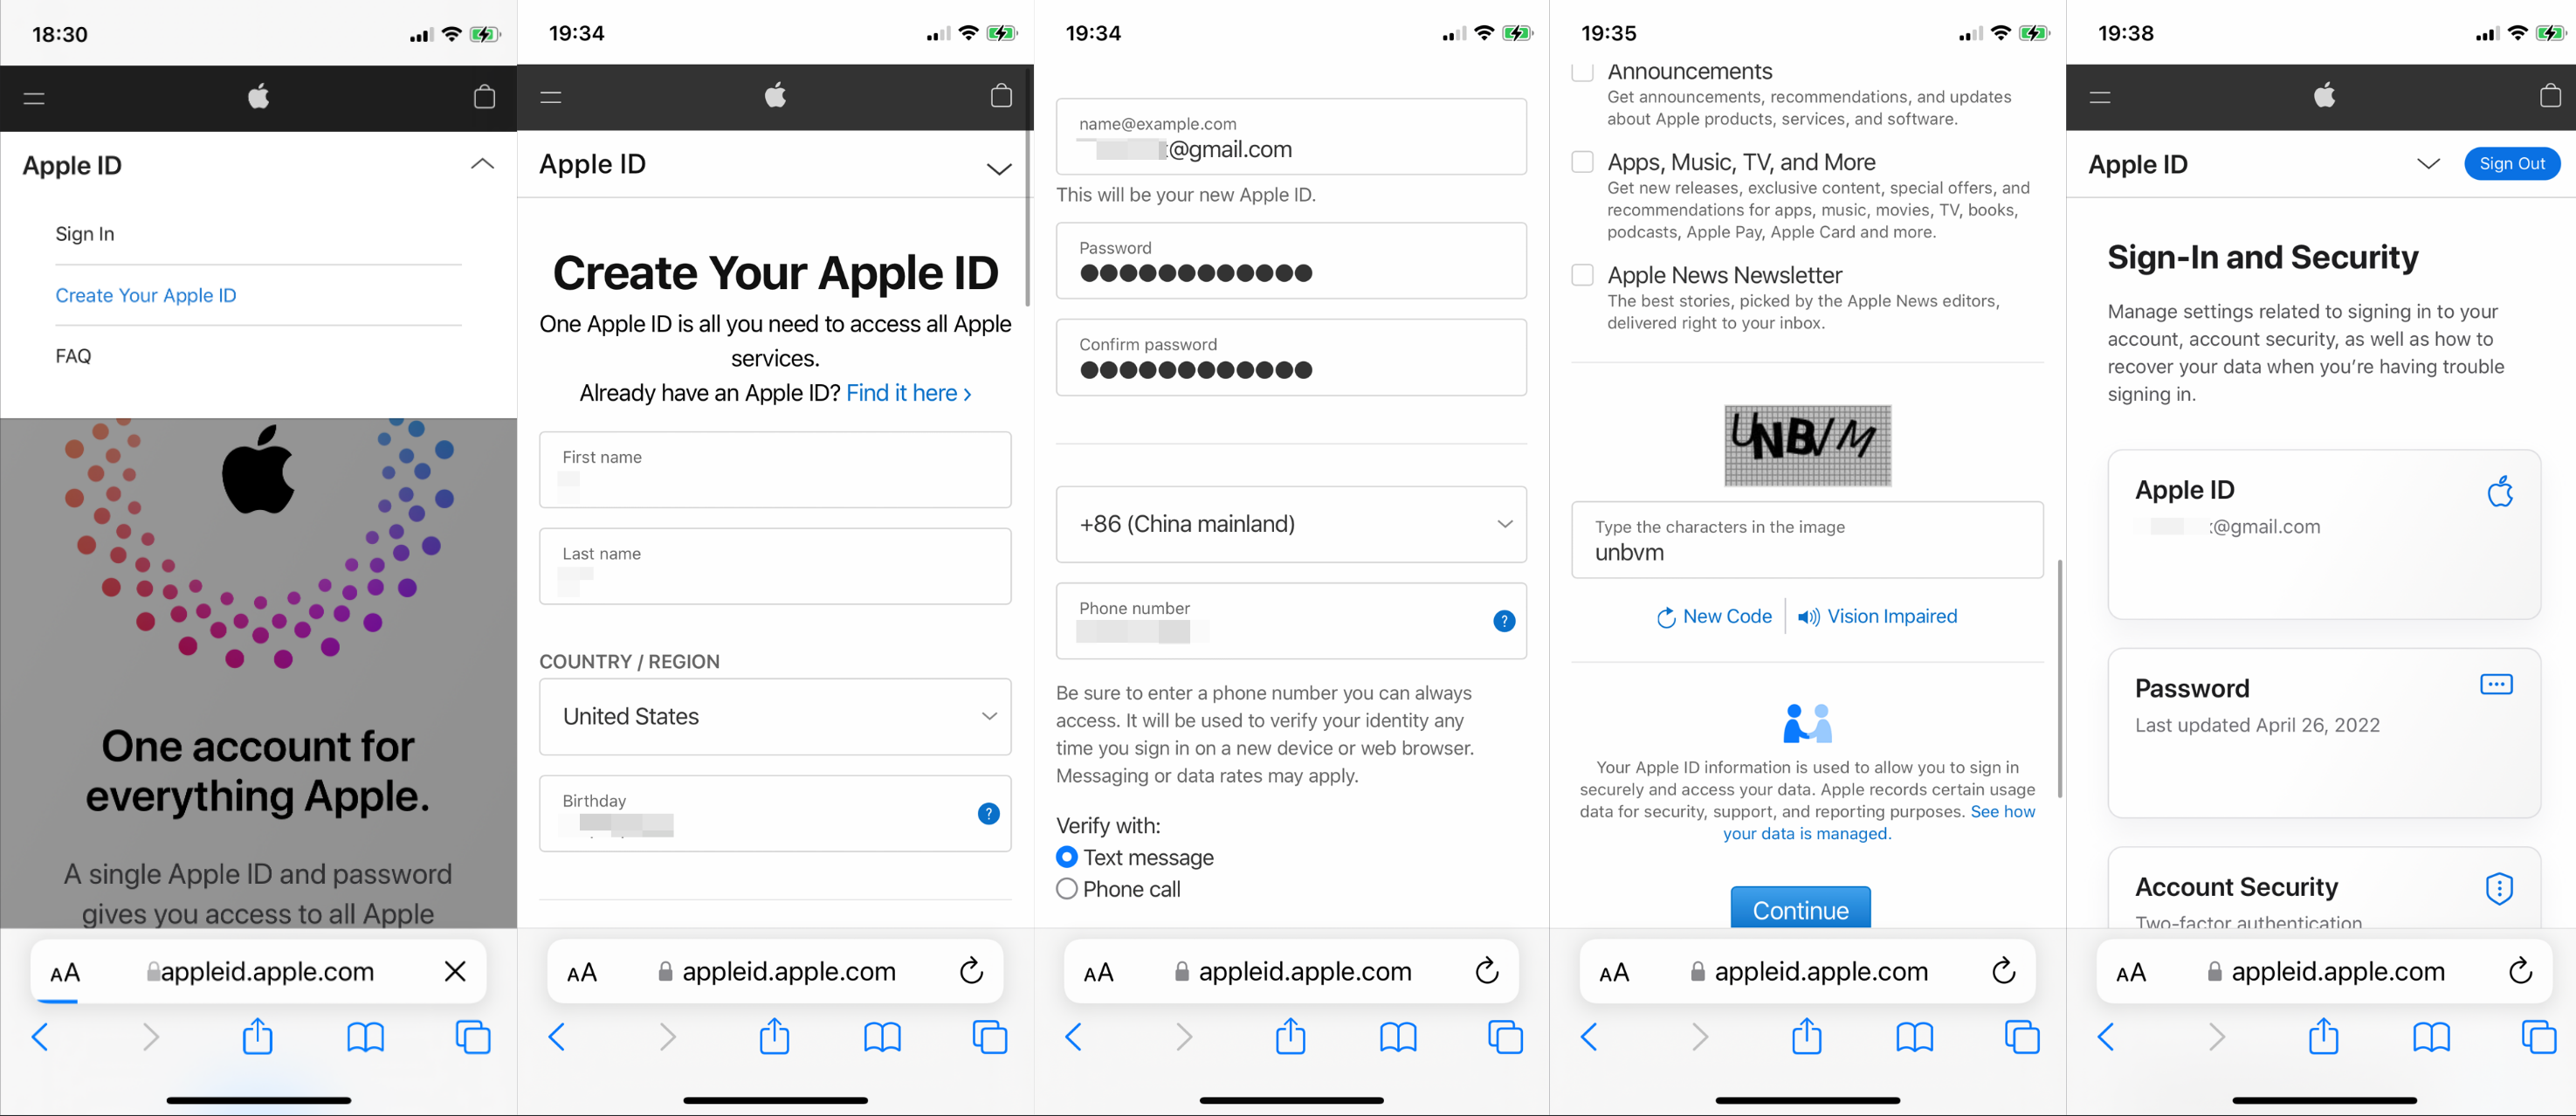 18:30
Apple ID
Sign In
Create Your Apple ID
FAQ
One account for
everything Apple.
A single Apple ID and password
gives you access to all Apple
AA
appleid.apple.com
19:34
Apple ID
Create Your Apple ID
One Apple ID is all you need to access all Apple
services.
Already have an Apple ID? Find it here ›
First name
Last name
COUNTRY / REGION
United States
Birthday
?
AA
appleid.apple.com
19:34
name@example.com
@gmail.com
This will be your new Apple ID.
Password
Confirm password
+86 (China mainland)
Phone number
?
Be sure to enter a phone number you can always
access. It will be used to verify your identity any
time you sign in on a new device or web browser.
Messaging or data rates may apply.
Verify with:
Text message
Phone call
AA
appleid.apple.com
19:35
Announcements
Get announcements, recommendations, and updates
about Apple products, services, and software.
Apps, Music, TV, and More
Get new releases, exclusive content, special offers, and
recommendations for apps, music, movies, TV, books,
podcasts, Apple Pay, Apple Card and more.
Apple News Newsletter
The best stories, picked by the Apple News editors,
delivered right to your inbox.
UNBVM
Type the characters in the image
unbvm
New Code
Vision Impaired
Your Apple ID information is used to allow you to sign in
securely and access your data. Apple records certain usage
data for security, support, and reporting purposes. See how
your data is managed.
Continue
AA
appleid.apple.com
19:38
Apple ID
Sign Out
Sign-In and Security
Manage settings related to signing in to your
account, account security, as well as how to
recover your data when you’re having trouble
signing in.
Apple ID
@gmail.com
Password
Last updated April 26, 2022
Account Security
Two-factor authentication
AA
appleid.apple.com